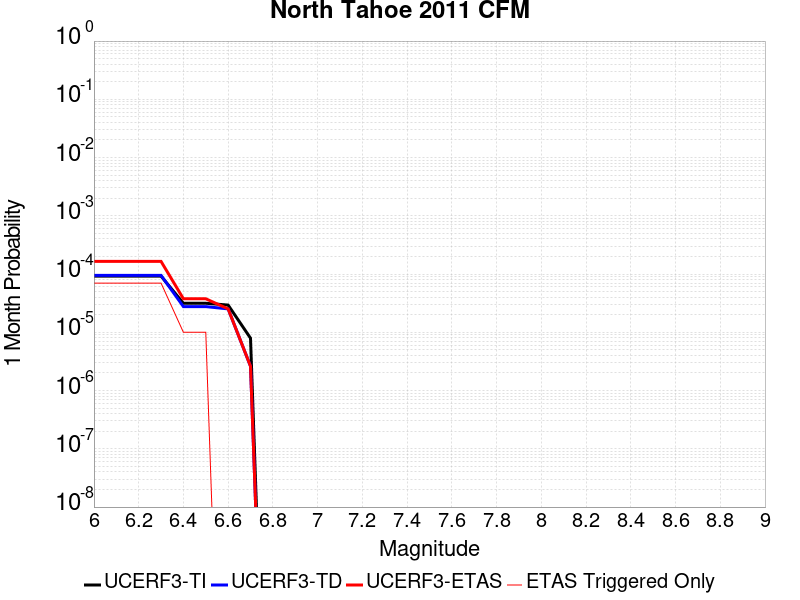 North Tahoe 2011 CFM
10^0
10^-1
10^-2
10^-3
10^-4
10^-5
10^-6
10^-7
10^-8
1 Month Probability
6 6.2 6.4 6.6 6.8 7 7.2 7.4 7.6 7.8 8 8.2 8.4 8.6 8.8 9
Magnitude
UCERF3-TI UCERF3-TD UCERF3-ETAS ETAS Triggered Only